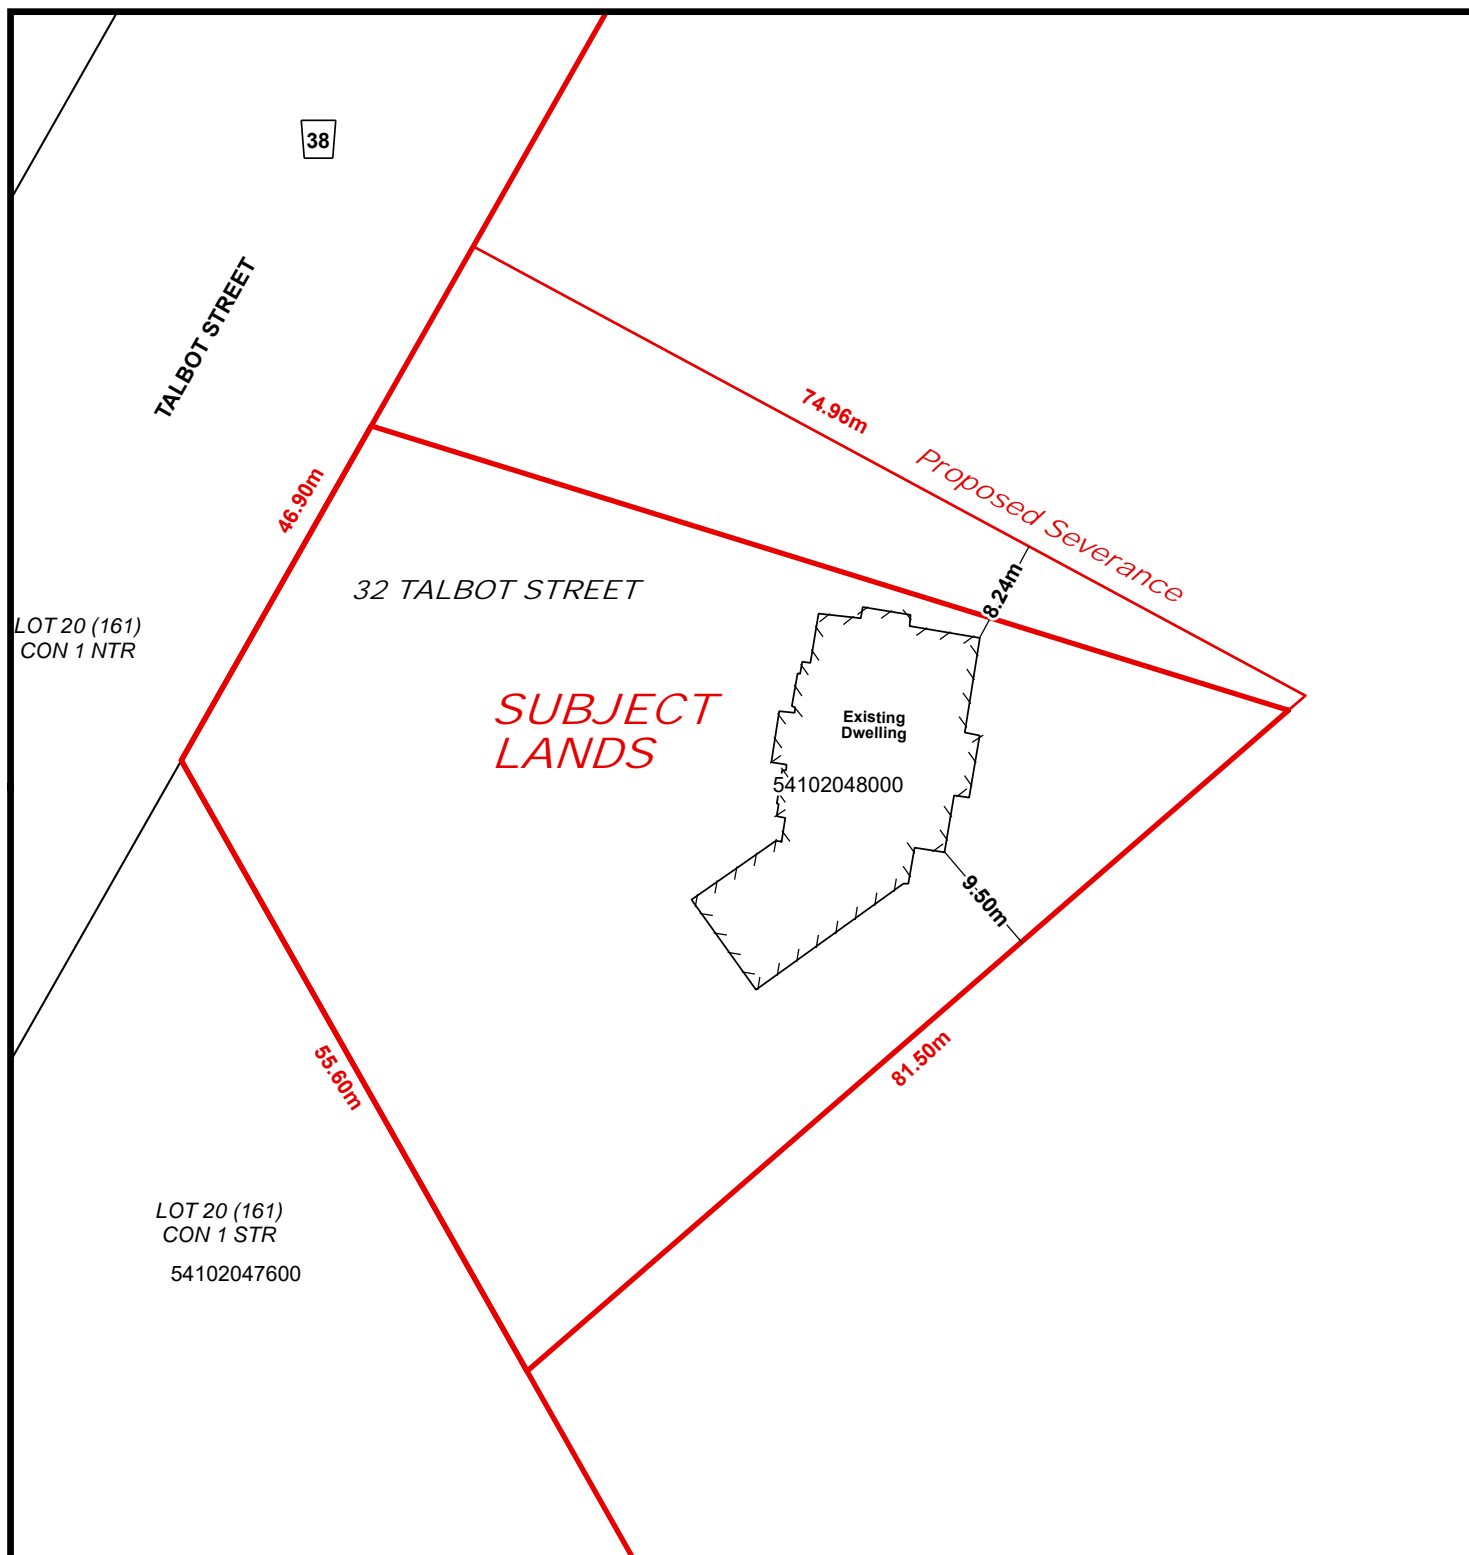 38
TALBOT STREET
74.96m
Proposed Severance
46.90m
8.24m
32 TALBOT STREET
LOT 20 (161)
CON 1 NTR
SUBJECT
LANDS
Existing
Dwelling
54102048000
9.50m
81.50m
55.60m
LOT 20 (161)
CON 1 STR
54102047600